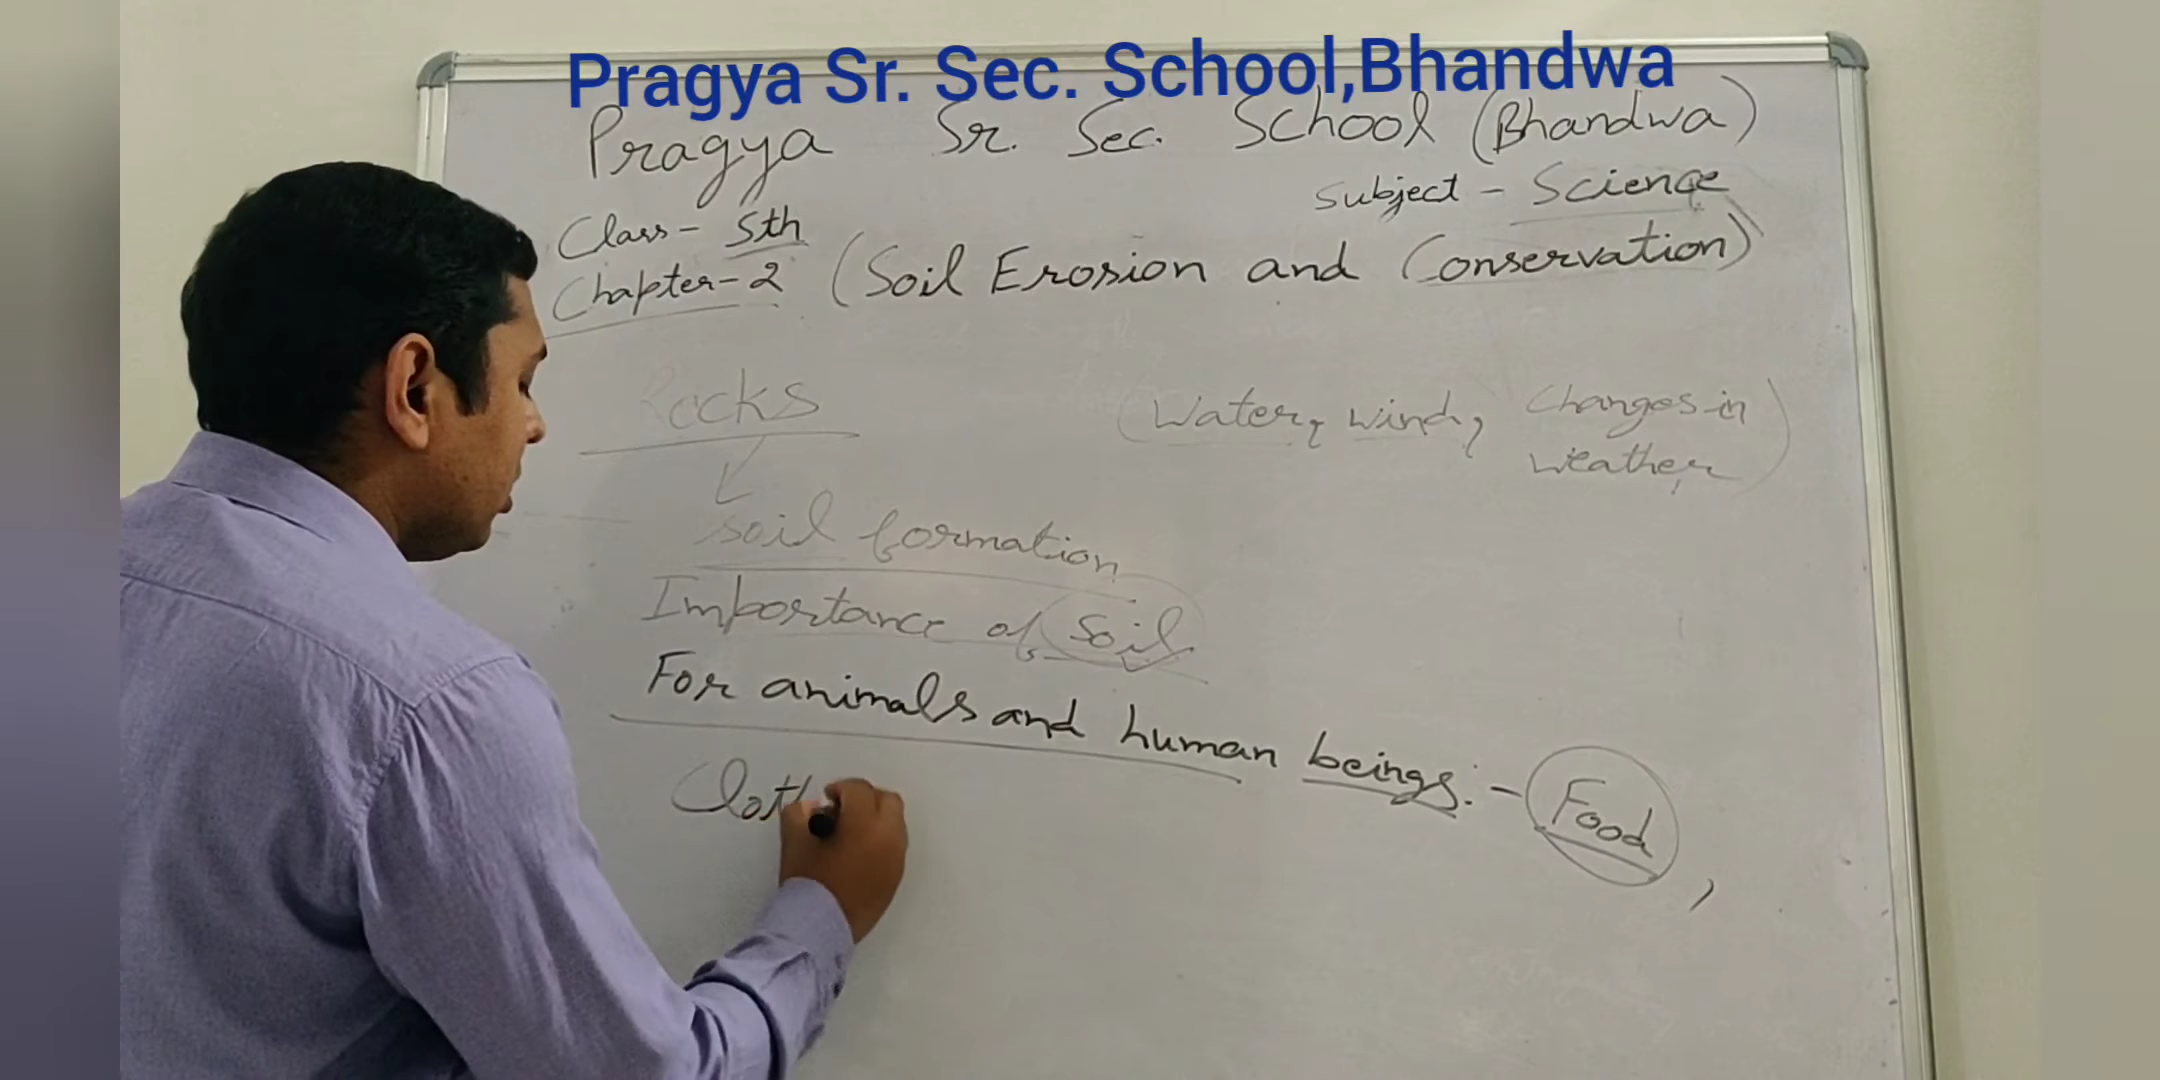 Pragya Sr. Sec. School,Bhandwa
Pragya Sr. Sec. School (Bhandwa)
Subject - Science
Class - 5th
Chapter-2 (Soil Erosion and Conservation)
Rocks
(Water, wind, Changes in
weather)
soil formation
Importance of Soil
For animals and human beings :- Food,
Cloth